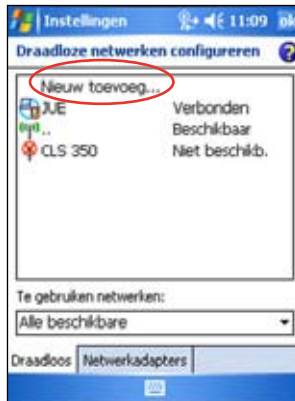 Instellingen 11:09 ok
Draadloze netwerken configureren
Nieuw toevoeg...
JUE Verbonden
.. Beschikbaar
CLS 350 Niet beschikb.
Te gebruiken netwerken:
Alle beschikbare
Draadloos Netwerkadapters